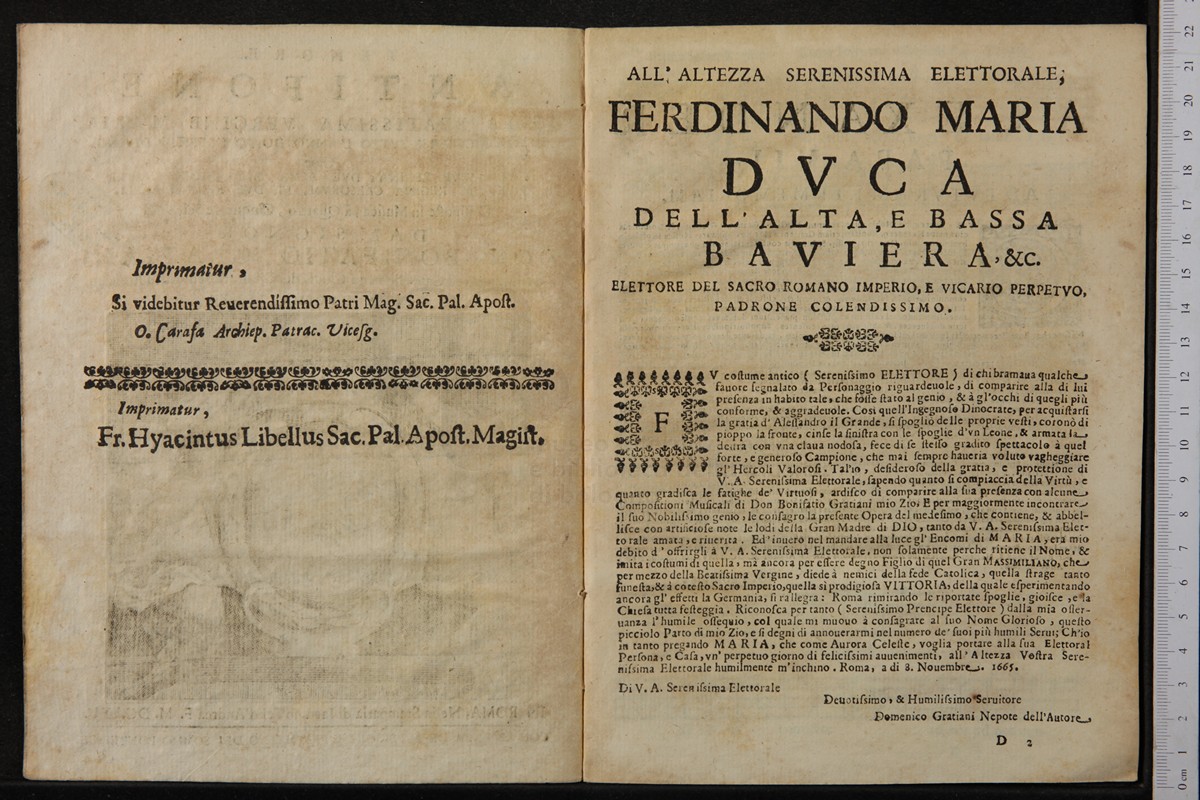 Imprimatur,
Si videbitur Reuerendiſſimo Patri Mag. Sac. Pal. Apoſt.
O. Carafa Archiep. Patrac. Viceſg.
Imprimatur,
Fr. Hyacintus Libellus Sac. Pal. Apoſt. Magiſt.
ALL' ALTEZZA SERENISSIMA ELETTORALE,
FERDINANDO MARIA
DVCA
DELL'ALTA, E BASSA
BAVIERA, &c.
ELETTORE DEL SACRO ROMANO IMPERIO, E VICARIO PERPETVO,
PADRONE COLENDISSIMO.
FV coſtume antico ( Sereniſſimo ELETTORE ) di chi bramaua qualche
fauore ſegnalato da Perſonaggio riguardeuole, di comparire alla di lui
preſenza in habito tale, che foſſe ſtato al genio, & à gl'occhi di quegli più
conforme, & aggradeuole. Così quell'Ingegnoſo Dinocrate, per acquiſtarſi
la gratia d' Aleſſandro il Grande, ſi ſpogliò delle proprie veſti, coronò di
pioppo la fronte, cinſe la ſiniſtra con le ſpoglie d'vn Leone, & armata la
deſtra con vna claua nodoſa, fece di ſe ſteſſo gradito ſpettacolo à quel
forte, e generoſo Campione, che mai ſempre haueria voluto vagheggiare
gl' Hercoli Valoroſi. Tal'io, deſideroſo della gratia, e protettione di
V. A. Sereniſſima Elettorale, ſapendo quanto ſi compiaccia della Virtù, e
quanto gradiſca le fatighe de' Virtuoſi, ardiſco di comparire alla ſua preſenza con alcune
Compoſitioni Muſicali di Don Bonifatio Gratiani mio Zio; E per maggiormente incontrare
il ſuo Nobiliſſimo genio, le conſagro la preſente Opera del medeſimo, che contiene, & abbel-
liſce con artificioſe note le lodi della Gran Madre di DIO, tanto da V. A. Sereniſſima Elet-
torale amata, e riuerita. Ed'inuero nel mandare alla luce gl' Encomi di MARIA, era mio
debito d' offrirgli à V. A. Sereniſſima Elettorale, non ſolamente perche ritiene il Nome, &
imita i coſtumi di quella, mà ancora per eſſere degno Figlio di quel Gran MASSIMILIANO, che
per mezzo della Beatiſſima Vergine, diede à nemici della fede Catolica, quella ſtrage tanto
funeſta, & à coteſto Sacro Imperio, quella sì prodigioſa VITTORIA, della quale eſperimentando
ancora gl' effetti la Germania, ſi rallegra: Roma rimirando le riportate ſpoglie, gioiſce, e la
Chieſa tutta feſteggia. Riconoſca per tanto ( Sereniſſimo Prencipe Elettore ) dalla mia oſſer-
uanza l'humile oſſequio, col quale mi muouo à conſagrare al ſuo Nome Glorioſo, queſto
picciolo Parto di mio Zio, e ſi degni di annouerarmi nel numero de' ſuoi più humili Serui; Ch'io
in tanto pregando MARIA, che come Aurora Celeſte, voglia portare alla ſua Elettoral
Perſona, e Caſa, vn' perpetuo giorno di feliciſſimi auuenimenti, all' Altezza Voſtra Sere-
niſſima Elettorale humilmente m'inchino. Roma, a di 8. Nouembre. 1665.
Di V. A. Sereniſſima Elettorale
Deuotiſſimo, & Humiliſſimo Seruitore
Domenico Gratiani Nepote dell'Autore,
D 2